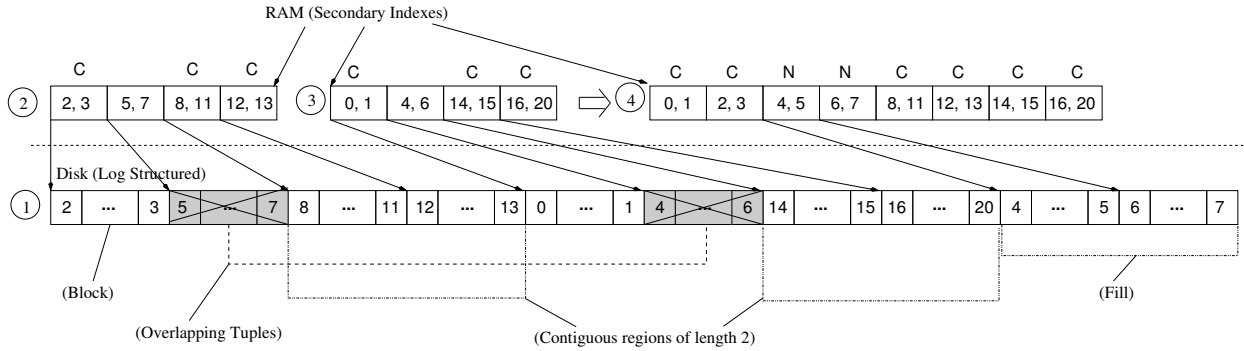 RAM (Secondary Indexes)
C C C C C C C C N N C C C C
2 2, 3 5, 7 8, 11 12, 13 3 0, 1 4, 6 14, 15 16, 20 4 0, 1 2, 3 4, 5 6, 7 8, 11 12, 13 14, 15 16, 20
Disk (Log Structured)
1 2 ... 3 5 ... 7 8 ... 11 12 ... 13 0 ... 1 4 ... 6 14 ... 15 16 ... 20 4 ... 5 6 ... 7
(Block)
(Fill)
(Overlapping Tuples)
(Contiguous regions of length 2)